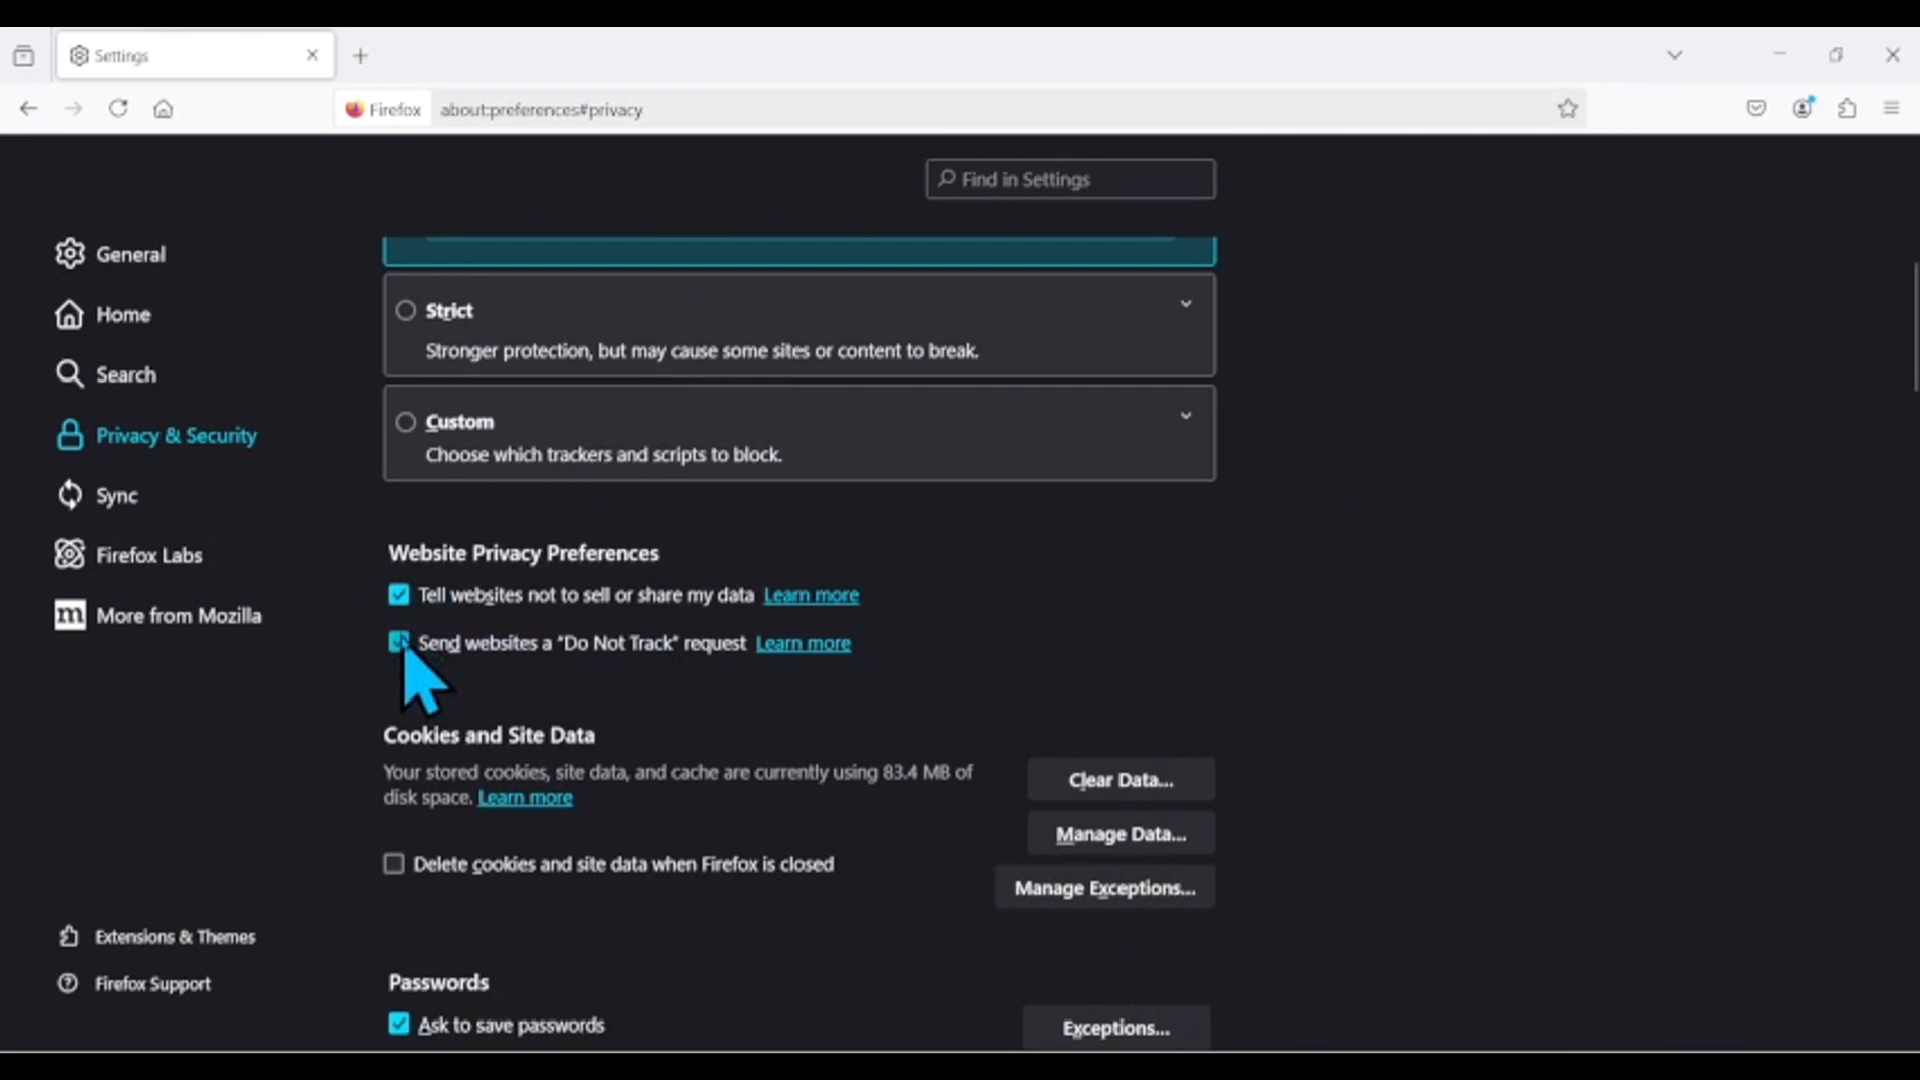 Settings
Firefox about:preferences#privacy
Find in Settings
General
Home
Search
Privacy & Security
Sync
Firefox Labs
m More from Mozilla
Extensions & Themes
Firefox Support
Strict
Stronger protection, but may cause some sites or content to break.
Custom
Choose which trackers and scripts to block.
Website Privacy Preferences
Tell websites not to sell or share my data Learn more
Send websites a "Do Not Track" request Learn more
Cookies and Site Data
Your stored cookies, site data, and cache are currently using 83.4 MB of
disk space. Learn more
Clear Data...
Manage Data...
Delete cookies and site data when Firefox is closed
Manage Exceptions...
Passwords
Ask to save passwords
Exceptions...